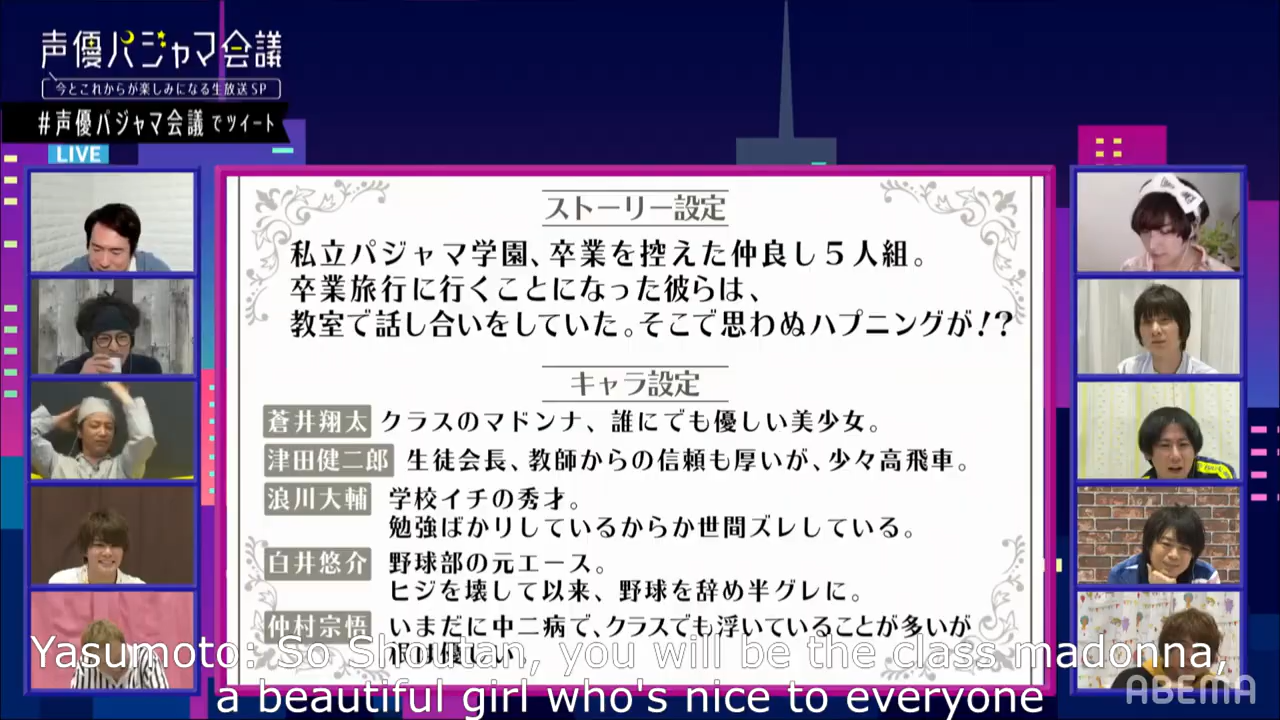 声優パジャマ会議
今とこれからが楽しみになる生放送SP
#声優パジャマ会議でツイート
LIVE
ストーリー設定
私立パジャマ学園、卒業を控えた仲良し5人組。
卒業旅行に行くことになった彼らは、
教室で話し合いをしていた。そこで思わぬハプニングが!?
キャラ設定
蒼井翔太 クラスのマドンナ、誰にでも優しい美少女。
津田健二郎 生徒会長、教師からの信頼も厚いが、少々高飛車。
浪川大輔 学校イチの秀才。
勉強ばかりしているからか世間ズレしている。
白井悠介 野球部の元エース。
ヒジを壊して以来、野球を辞め半グレに。
仲村宗悟 いまだに中二病で、クラスでも浮いていることが多いが
根は優しい。
Yasumoto: So Shoutan, you will be the class madonna,
a beautiful girl who's nice to everyone
ABEMA